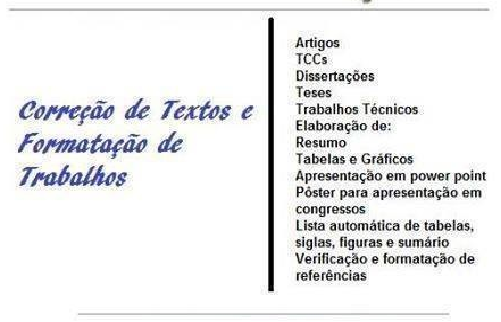 Correção de Textos e
Formatação de
Trabalhos
Artigos
TCCs
Dissertações
Teses
Trabalhos Técnicos
Elaboração de:
Resumo
Tabelas e Gráficos
Apresentação em power point
Pôster para apresentação em
congressos
Lista automática de tabelas,
siglas, figuras e sumário
Verificação e formatação de
referências